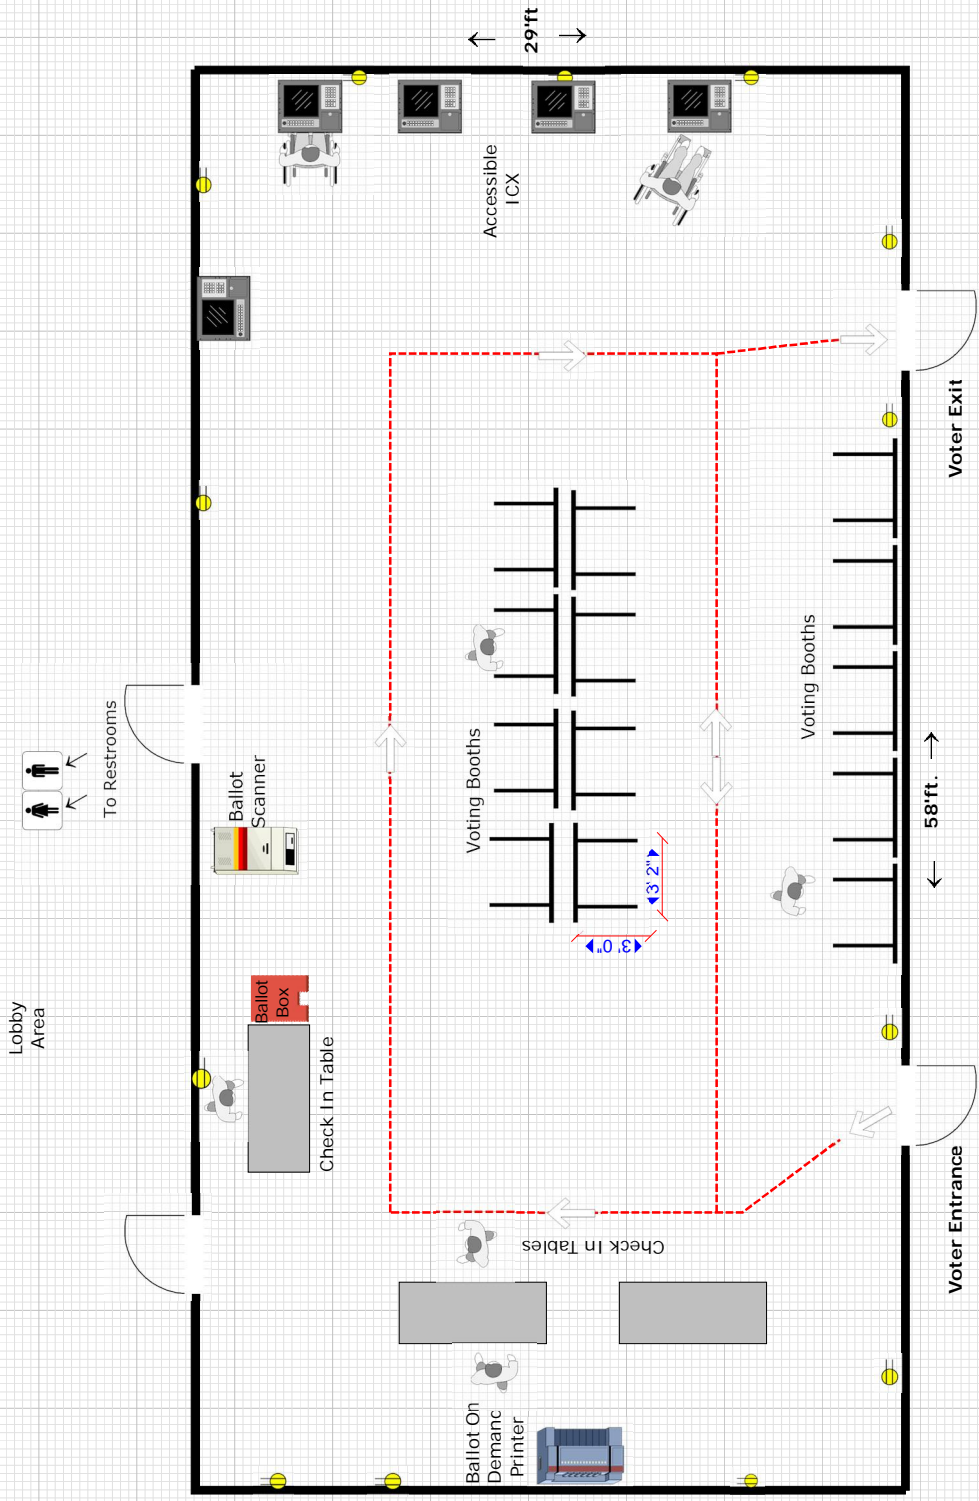 29'ft
Accessible
ICX
Voter Exit
Voting Booths
To Restrooms
Ballot
Scanner
Voting Booths
58'ft.
3' 2"
3' 0"
Ballot
Box
Lobby
Area
Check In Table
Voter Entrance
Check In Tables
Ballot On
Demand
Printer